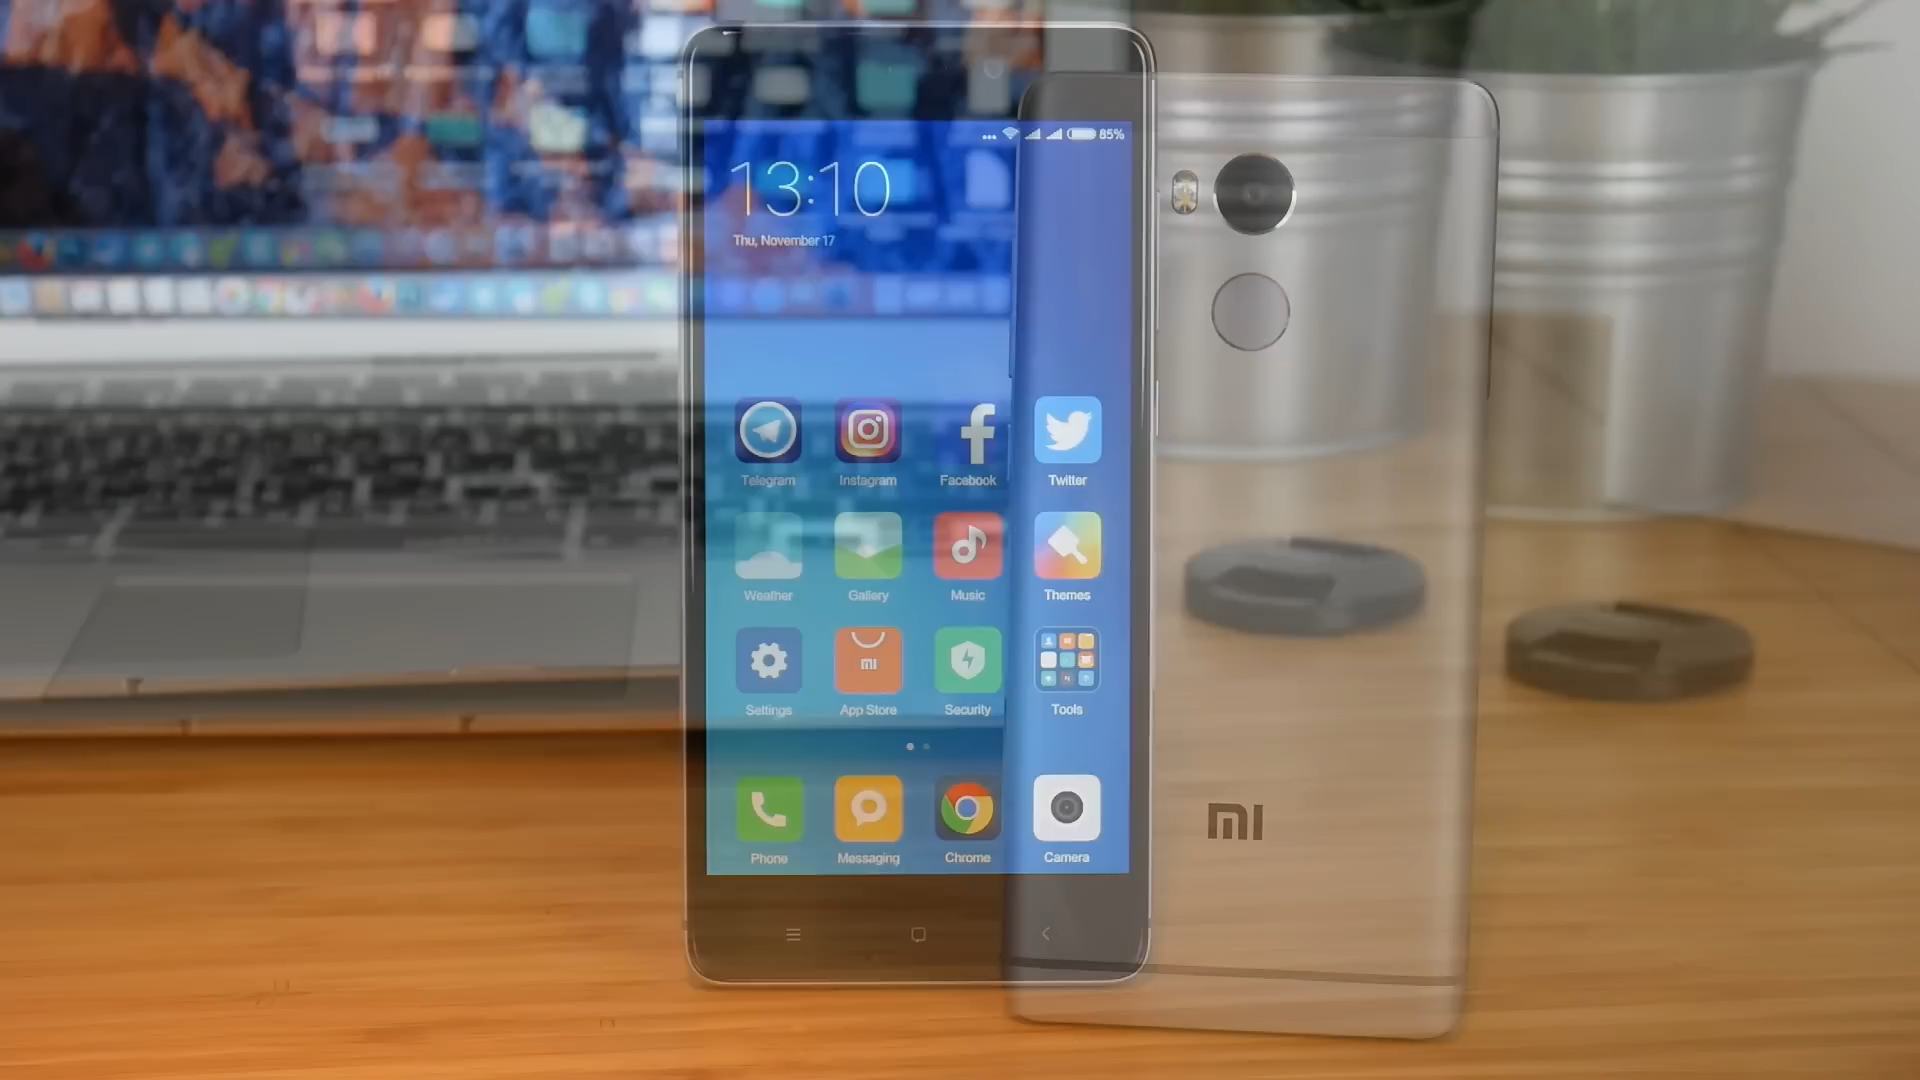 85%
13:10
Thu, November 17
Telegram Instagram Facebook Twitter
Weather Gallery Music Themes
mi
Settings App Store Security Tools
Phone Messaging Chrome Camera
mi